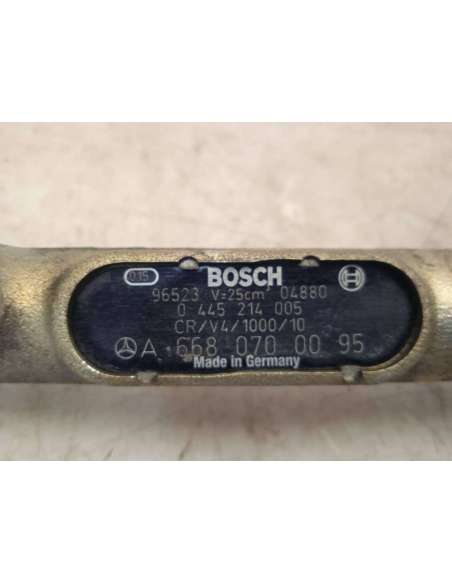 015 BOSCH
96523 V=25cm³ 04880
0 445 214 005
CR/V4/1000/10
A 668 070 00 95
Made in Germany